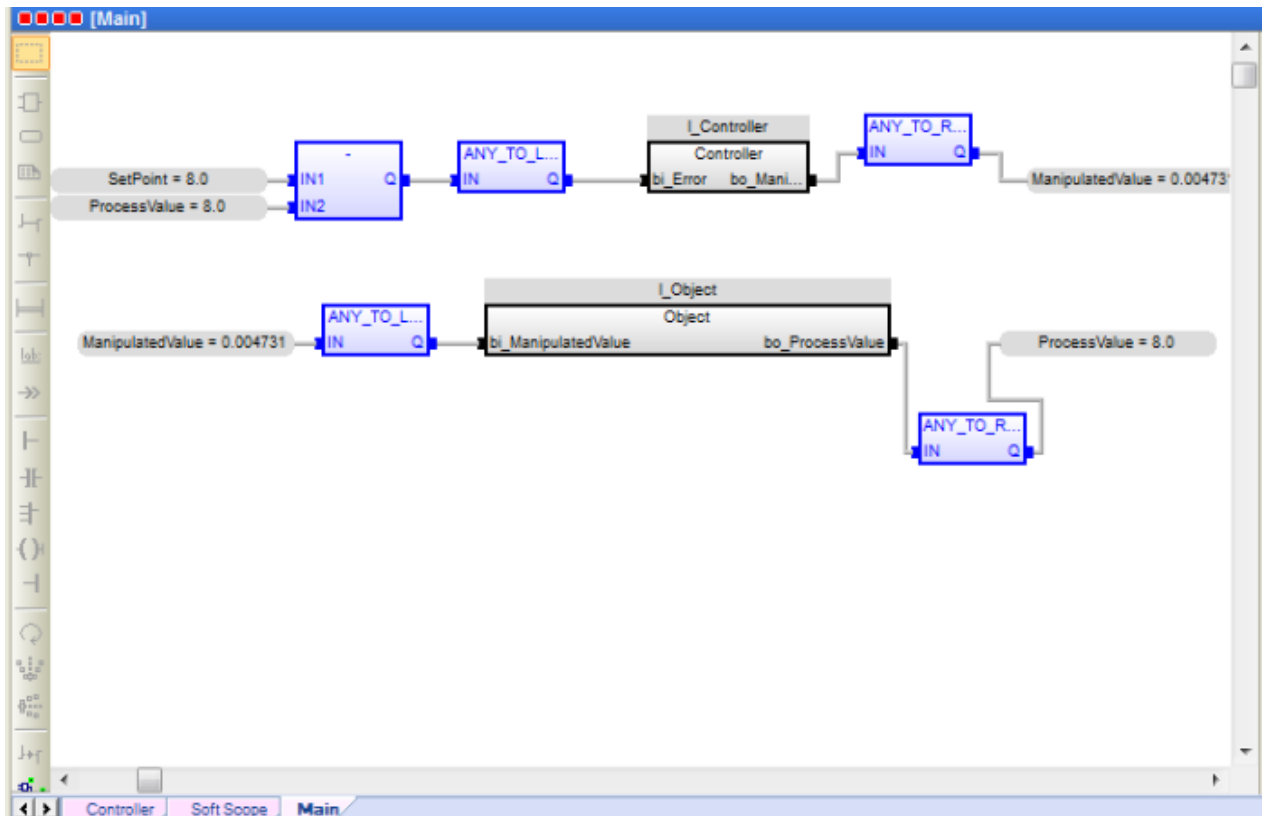 [Main]
I_Controller
ANY_TO_R...
- ANY_TO_L... Controller IN Q
SetPoint = 8.0 IN1 Q IN Q bi_Error bo_Mani... ManipulatedValue = 0.00473
ProcessValue = 8.0 IN2
I_Object
ANY_TO_L... Object
ManipulatedValue = 0.004731 IN Q bi_ManipulatedValue bo_ProcessValue ProcessValue = 8.0
ANY_TO_R...
IN Q
Controller Soft Scope Main